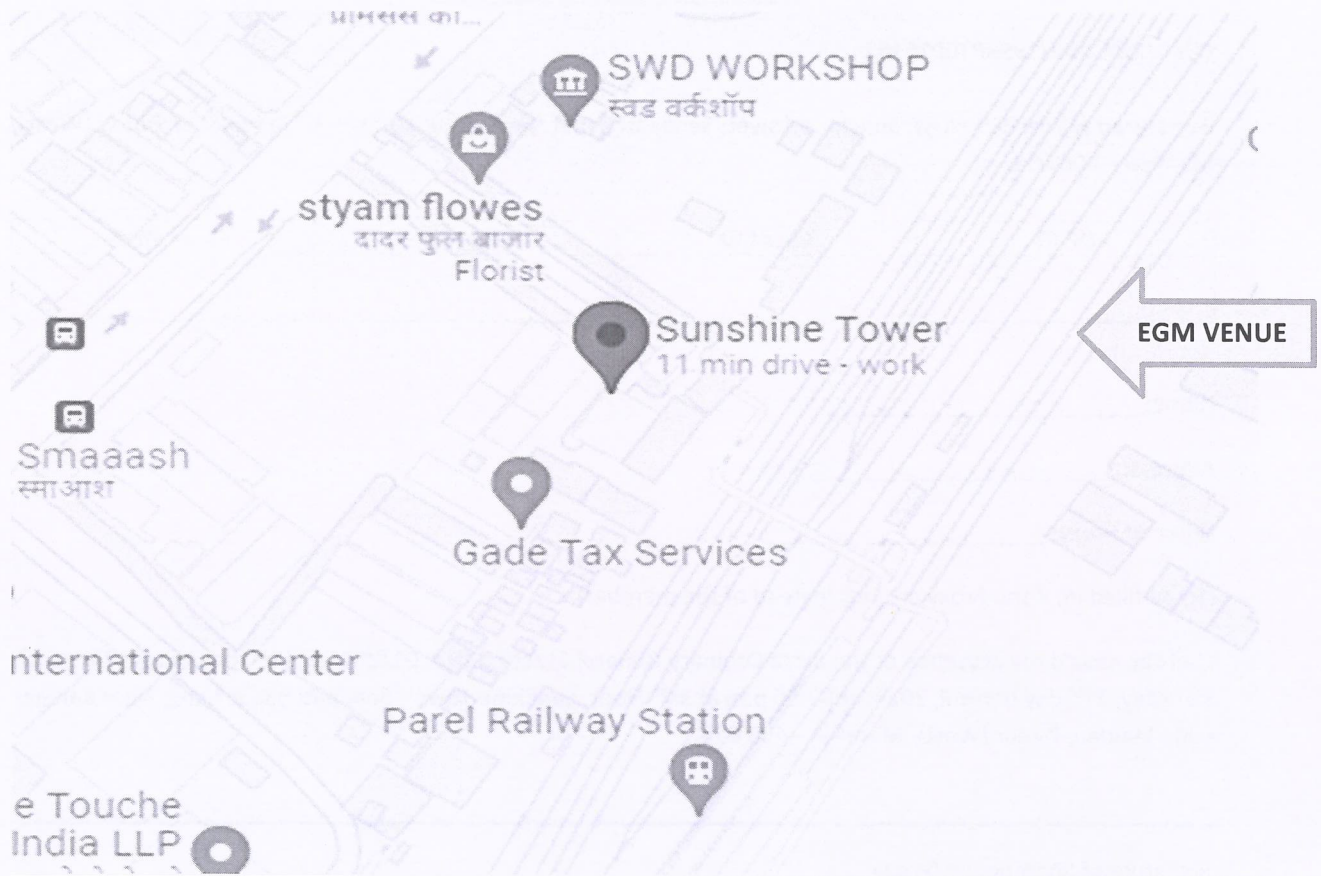 SWD WORKSHOP
स्वड वर्कशॉप
styam flowes
दादर फुल बाज़ार
Florist
Sunshine Tower
11 min drive - work
EGM VENUE
Smaaash
स्माआश
Gade Tax Services
nternational Center
Parel Railway Station
e Touche
India LLP